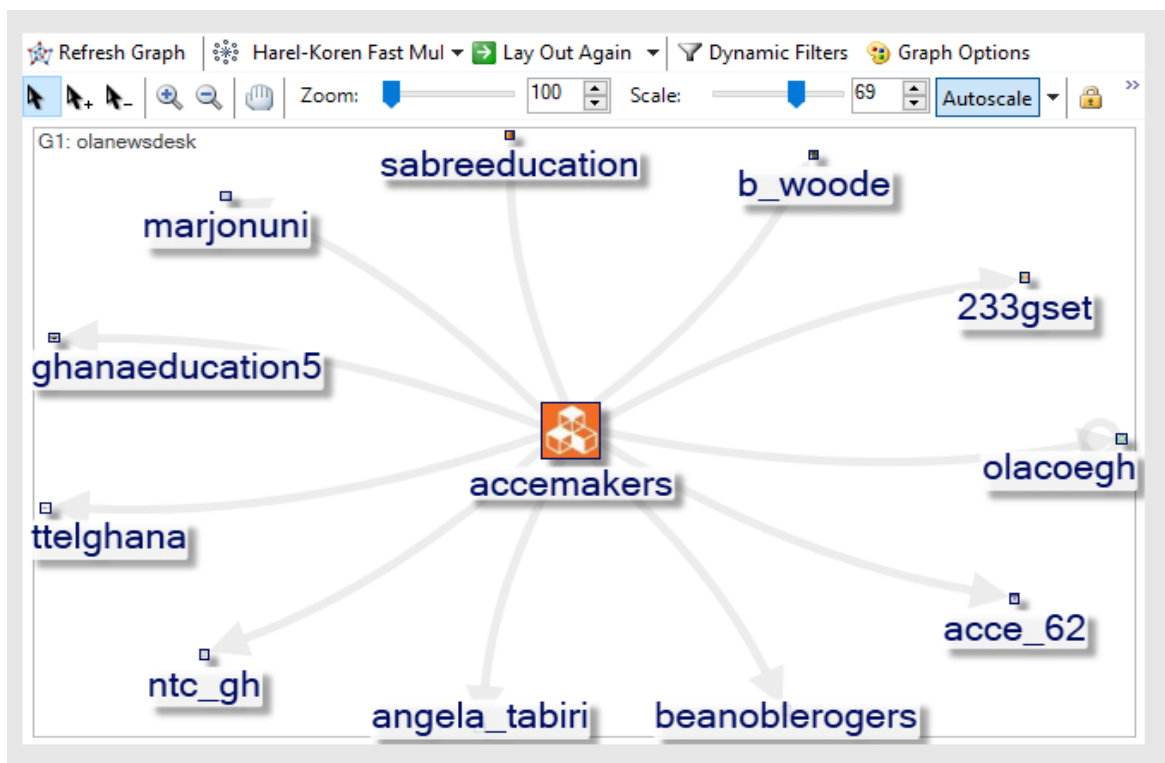 Refresh Graph Harel-Koren Fast Mul Lay Out Again Dynamic Filters Graph Options
Zoom: 100 Scale: 69 Autoscale »
G1: olanewsdesk
sabreeducation
b_woode
marjonuni
233gset
ghanaeducation5
olacoegh
accemakers
ttelghana
acce_62
ntc_gh
angela_tabiri
beanoblerogers